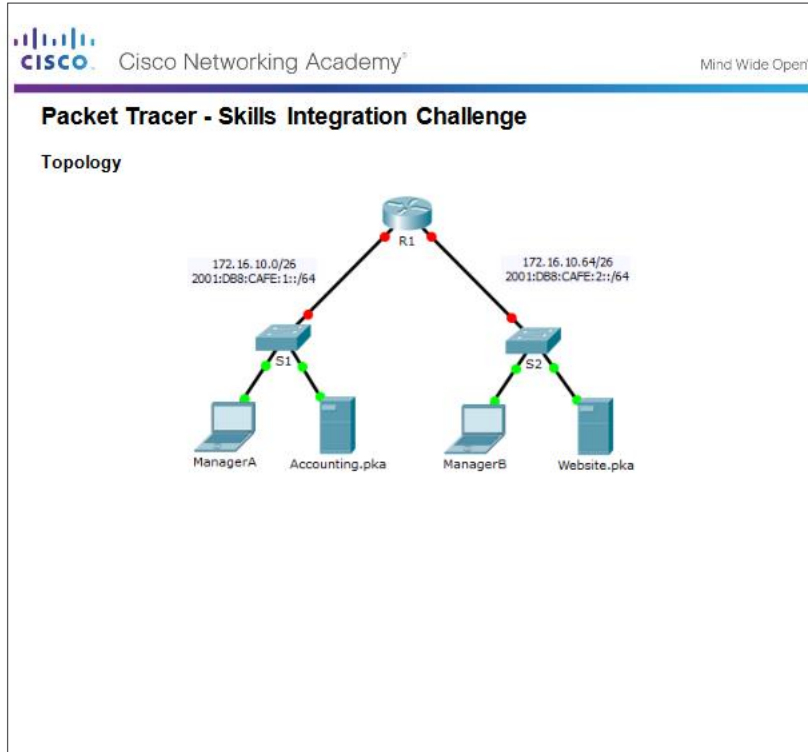 CISCO. Cisco Networking Academy® Mind Wide Open
Packet Tracer - Skills Integration Challenge
Topology
R1
172.16.10.0/26
2001:DB8:CAFE:1::/64
172.16.10.64/26
2001:DB8:CAFE:2::/64
S1
S2
ManagerA
Accounting.pka
ManagerB
Website.pka